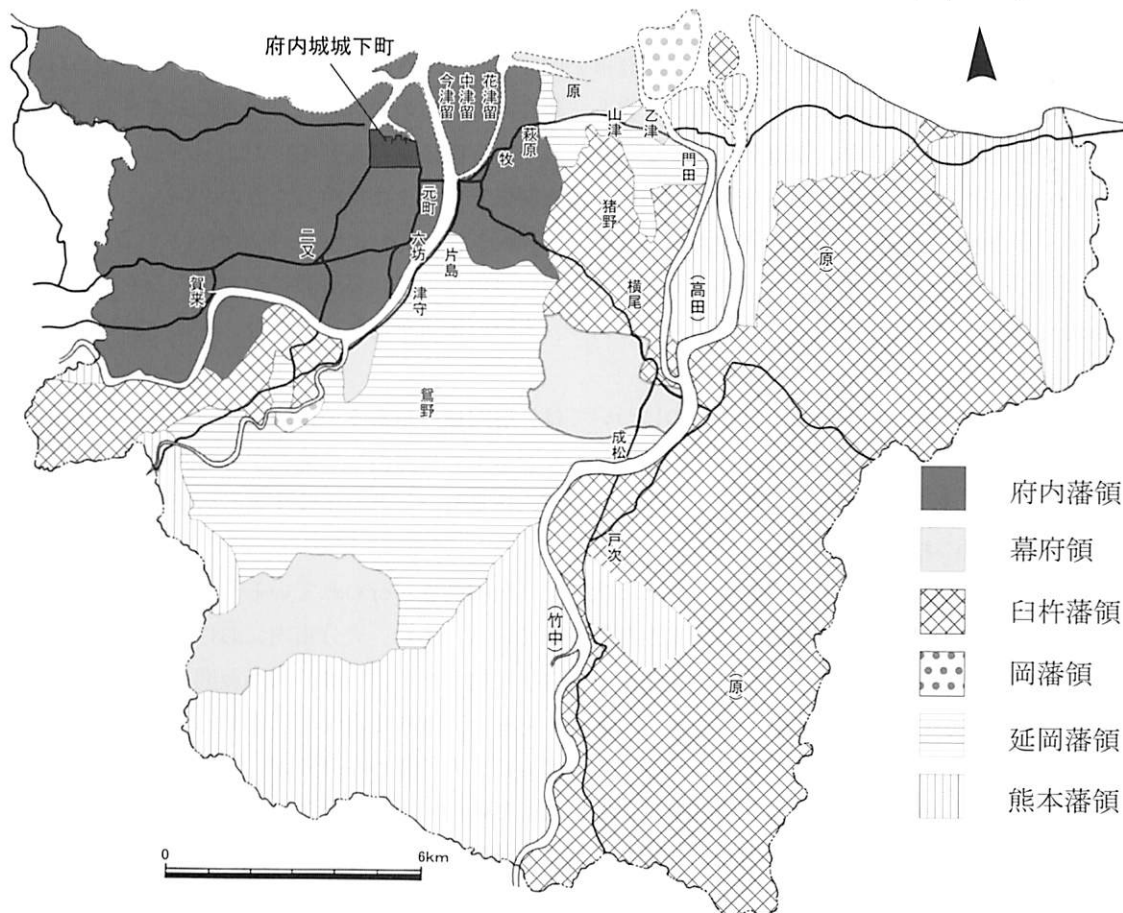 府内城城下町
今津留
中津留
花津留
原
山津
乙津
萩原
牧
門田
元町
猪野
二又
六坊
片島
(原)
賀来
津守
横尾
(高田)
鴛野
成松
戸次
(竹中)
(原)
府内藩領
幕府領
臼杵藩領
岡藩領
延岡藩領
熊本藩領
0
6km